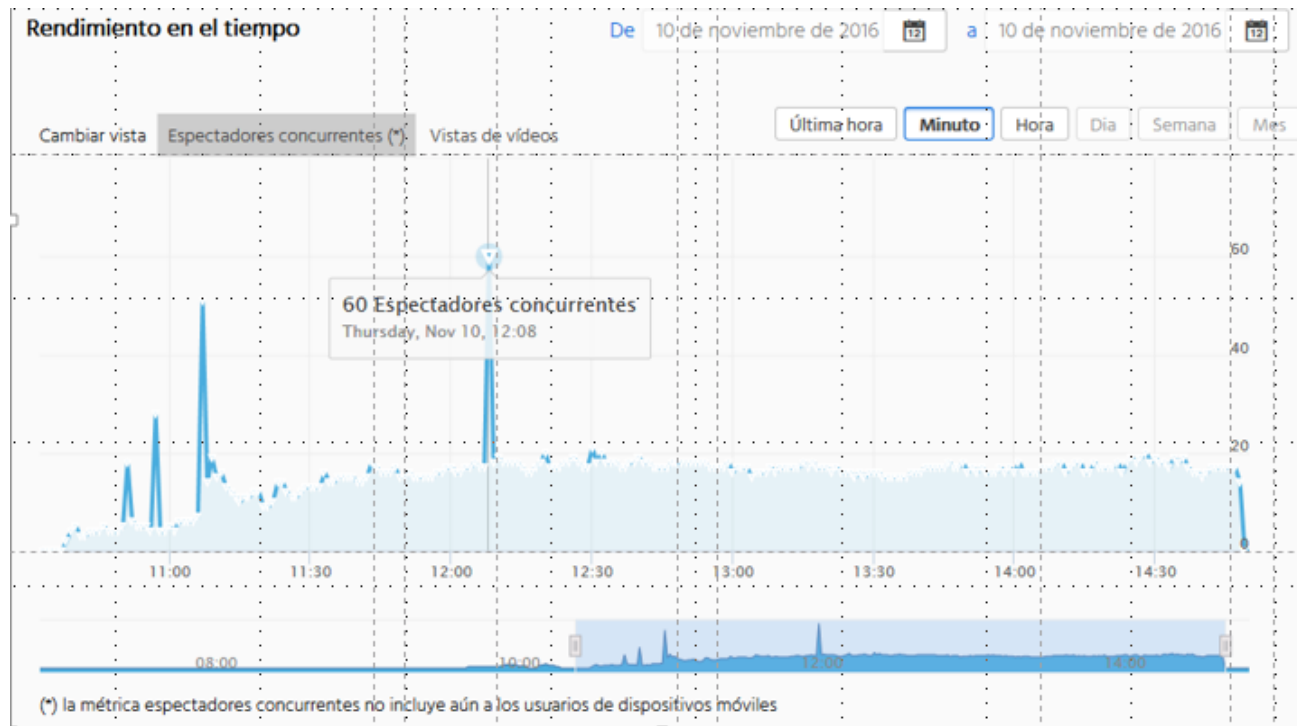 Rendimiento en el tiempo
De 10 de noviembre de 2016 12 a 10 de noviembre de 2016 12
Cambiar vista Espectadores concurrentes (*) Vistas de vídeos
Última hora Minuto Hora Dia Semana Mes
60
60 Espectadores concurrentes
Thursday, Nov 10, 12:08
40
20
0
11:00 11:30 12:00 12:30 13:00 13:30 14:00 14:30
08:00 10:00 12:00 14:00
(*) la métrica espectadores concurrentes no incluye aún a los usuarios de dispositivos móviles